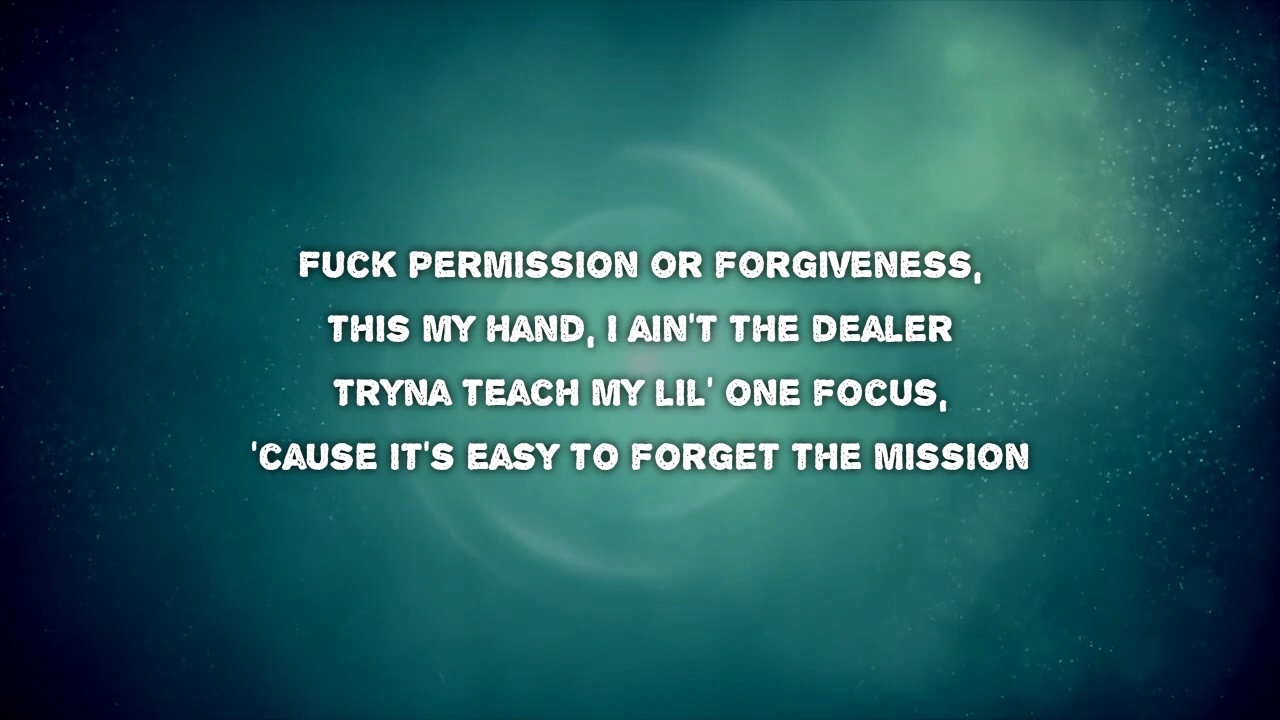 FUCK PERMISSION OR FORGIVENESS,
THIS MY HAND, I AIN'T THE DEALER
TRYNA TEACH MY LIL' ONE FOCUS,
'CAUSE IT'S EASY TO FORGET THE MISSION